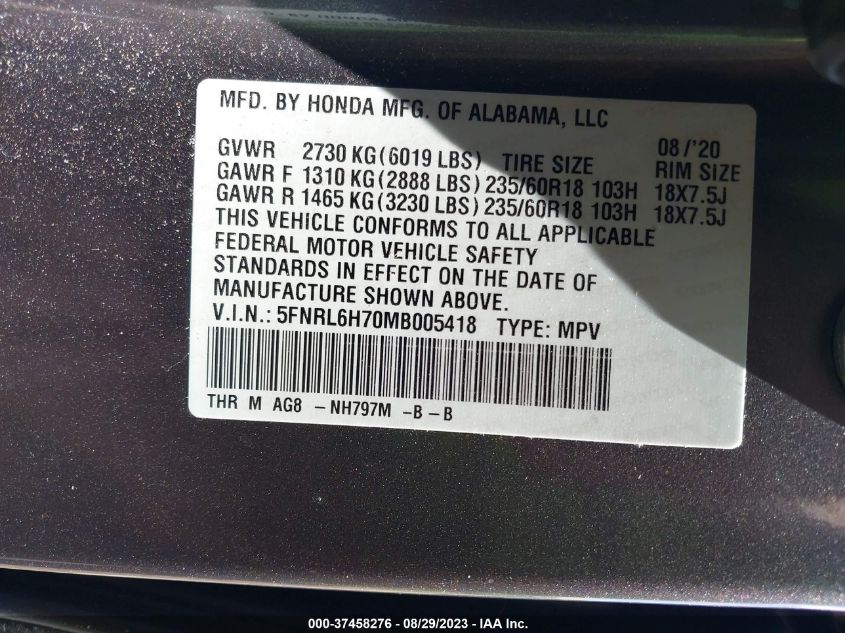 MFD. BY HONDA MFG. OF ALABAMA, LLC
GVWR 2730 KG(6019 LBS) TIRE SIZE 08/'20 RIM SIZE
GAWR F 1310 KG(2888 LBS) 235/60R18 103H 18X7.5J
GAWR R 1465 KG(3230 LBS) 235/60R18 103H 18X7.5J
THIS VEHICLE CONFORMS TO ALL APPLICABLE
FEDERAL MOTOR VEHICLE SAFETY
STANDARDS IN EFFECT ON THE DATE OF
MANUFACTURE SHOWN ABOVE.
V.I.N.: 5FNRL6H70MB005418 TYPE: MPV
THR M AG8 -NH797M -B-B
000-37458276 - 08/29/2023 - IAA Inc.